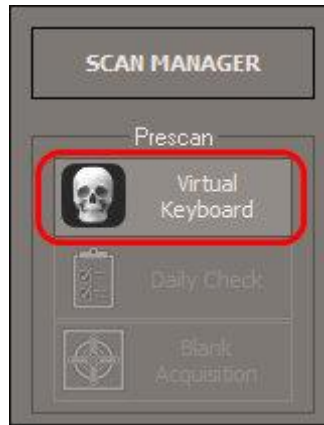 SCAN MANAGER
Prescan
Virtual
Keyboard
Daily Check
Blank
Acquisition